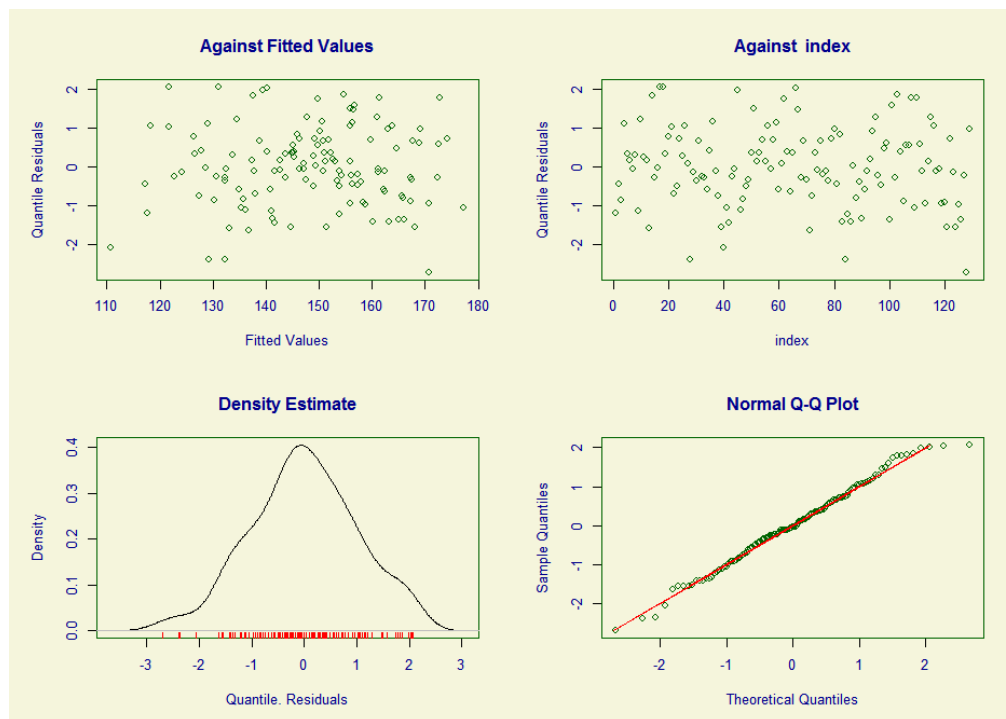 Against Fitted Values
Quantile Residuals
2
1
0
-1
-2
110 120 130 140 150 160 170 180
Fitted Values
Against index
Quantile Residuals
2
1
0
-1
-2
0 20 40 60 80 100 120
index
Density Estimate
Density
0.4
0.3
0.2
0.1
0.0
-3 -2 -1 0 1 2 3
Quantile. Residuals
Normal Q-Q Plot
Sample Quantiles
2
1
0
-1
-2
-2 -1 0 1 2
Theoretical Quantiles